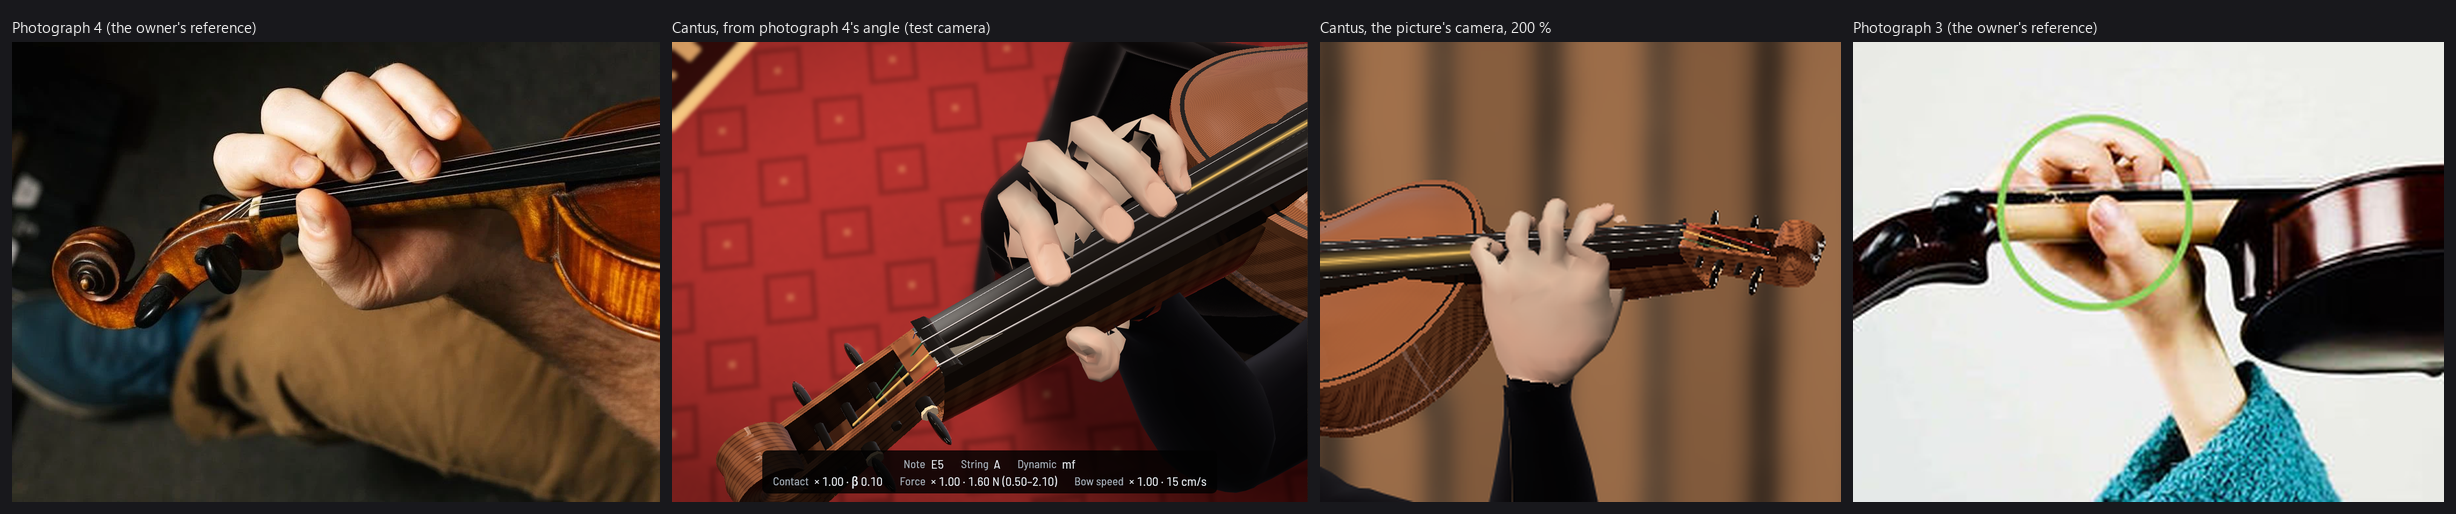 Photograph 4 (the owner's reference)
Cantus, from photograph 4's angle (test camera)
Cantus, the picture's camera, 200 %
Photograph 3 (the owner's reference)
Note E5 String A Dynamic mf
Contact × 1.00 · β 0.10 Force × 1.00 · 1.60 N (0.50–2.10) Bow speed × 1.00 · 15 cm/s